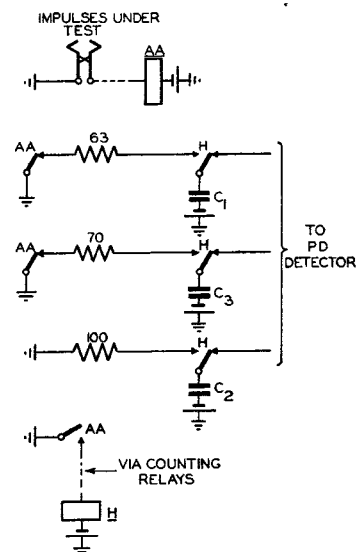 IMPULSES UNDER
TEST
AA
AA
63
H
C1
AA
70
H
C3
TO
PD
DETECTOR
100
H
C2
AA
VIA COUNTING
RELAYS
H